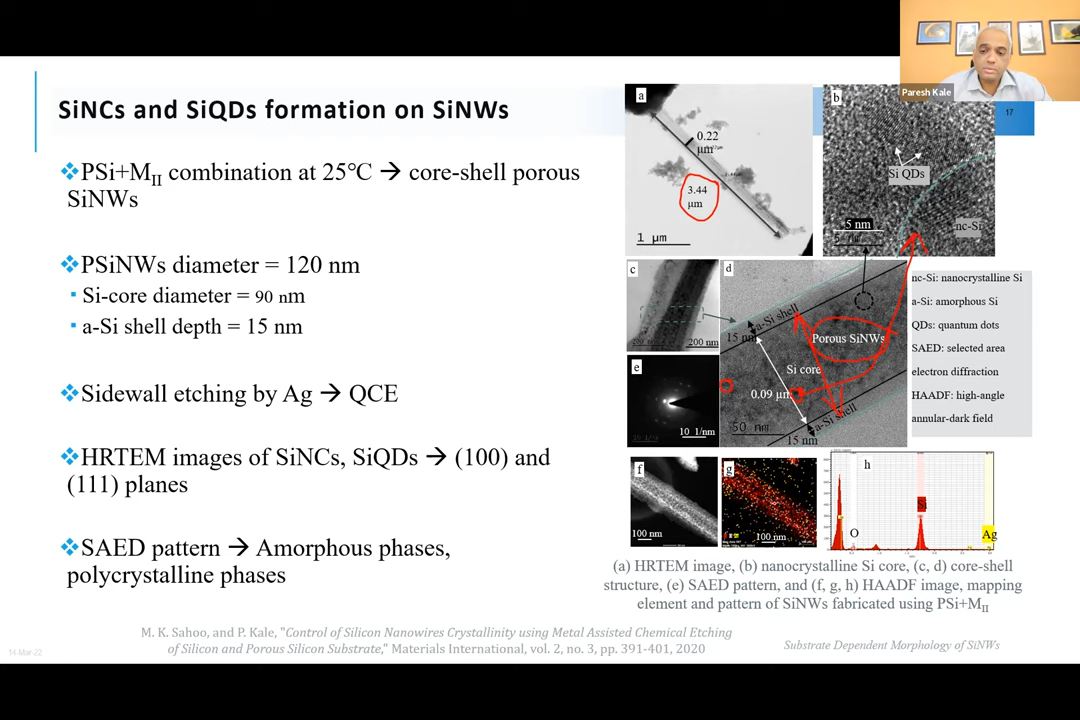 Paresh Kale
17
SiNCs and SiQDs formation on SiNWs
❖PSi+M_II combination at 25℃ → core-shell porous
SiNWs
❖PSiNWs diameter = 120 nm
▪ Si-core diameter = 90 nm
▪ a-Si shell depth = 15 nm
❖Sidewall etching by Ag → QCE
❖HRTEM images of SiNCs, SiQDs → (100) and
(111) planes
❖SAED pattern → Amorphous phases,
polycrystalline phases
a
0.22
μm
3.44
μm
1 μm
b
Si QDs
5 nm
nc-Si
c
200 nm
d
a-Si shell
15 nm
Porous SiNWs
Si core
0.09 μm
a-Si shell
50 nm
15 nm
nc-Si: nanocrystalline Si
a-Si: amorphous Si
QDs: quantum dots
SAED: selected area
electron diffraction
HAADF: high-angle
annular-dark field
e
10 1/nm
f
100 nm
g
100 nm
h
Si
O
Ag
(a) HRTEM image, (b) nanocrystalline Si core, (c, d) core-shell
structure, (e) SAED pattern, and (f, g, h) HAADF image, mapping
element and pattern of SiNWs fabricated using PSi+M_II
M. K. Sahoo, and P. Kale, "Control of Silicon Nanowires Crystallinity using Metal Assisted Chemical Etching
of Silicon and Porous Silicon Substrate," Materials International, vol. 2, no. 3, pp. 391-401, 2020
Substrate Dependent Morphology of SiNWs
14-Mar-22